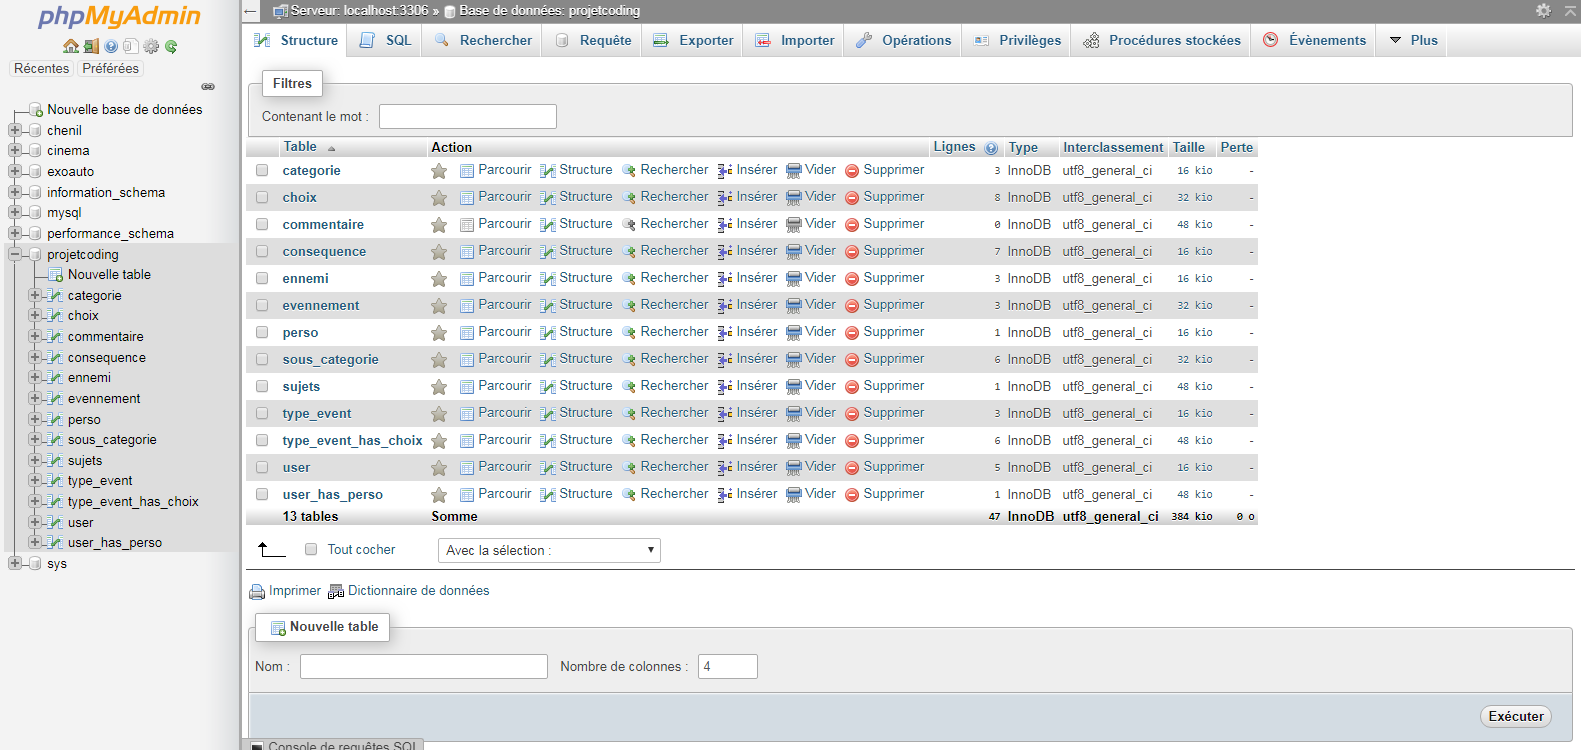 phpMyAdmin
Récentes Préférées
Nouvelle base de données
chenil
cinema
exoauto
information_schema
mysql
performance_schema
projetcoding
Nouvelle table
categorie
choix
commentaire
consequence
ennemi
evennement
perso
sous_categorie
sujets
type_event
type_event_has_choix
user
user_has_perso
sys
Serveur: localhost:3306 » Base de données: projetcoding
Structure SQL Rechercher Requête Exporter Importer Opérations Privilèges Procédures stockées Évènements Plus
Filtres
Contenant le mot :
Table Action Lignes Type Interclassement Taille Perte
categorie Parcourir Structure Rechercher Insérer Vider Supprimer 3 InnoDB utf8_general_ci 16 kio -
choix Parcourir Structure Rechercher Insérer Vider Supprimer 8 InnoDB utf8_general_ci 32 kio -
commentaire Parcourir Structure Rechercher Insérer Vider Supprimer 0 InnoDB utf8_general_ci 48 kio -
consequence Parcourir Structure Rechercher Insérer Vider Supprimer 7 InnoDB utf8_general_ci 16 kio -
ennemi Parcourir Structure Rechercher Insérer Vider Supprimer 3 InnoDB utf8_general_ci 16 kio -
evennement Parcourir Structure Rechercher Insérer Vider Supprimer 3 InnoDB utf8_general_ci 32 kio -
perso Parcourir Structure Rechercher Insérer Vider Supprimer 1 InnoDB utf8_general_ci 16 kio -
sous_categorie Parcourir Structure Rechercher Insérer Vider Supprimer 6 InnoDB utf8_general_ci 32 kio -
sujets Parcourir Structure Rechercher Insérer Vider Supprimer 1 InnoDB utf8_general_ci 48 kio -
type_event Parcourir Structure Rechercher Insérer Vider Supprimer 3 InnoDB utf8_general_ci 16 kio -
type_event_has_choix Parcourir Structure Rechercher Insérer Vider Supprimer 6 InnoDB utf8_general_ci 48 kio -
user Parcourir Structure Rechercher Insérer Vider Supprimer 5 InnoDB utf8_general_ci 16 kio -
user_has_perso Parcourir Structure Rechercher Insérer Vider Supprimer 1 InnoDB utf8_general_ci 48 kio -
13 tables Somme 47 InnoDB utf8_general_ci 384 kio 0 o
Tout cocher Avec la sélection :
Imprimer Dictionnaire de données
Nouvelle table
Nom : Nombre de colonnes : 4
Exécuter
Console de requêtes SQL